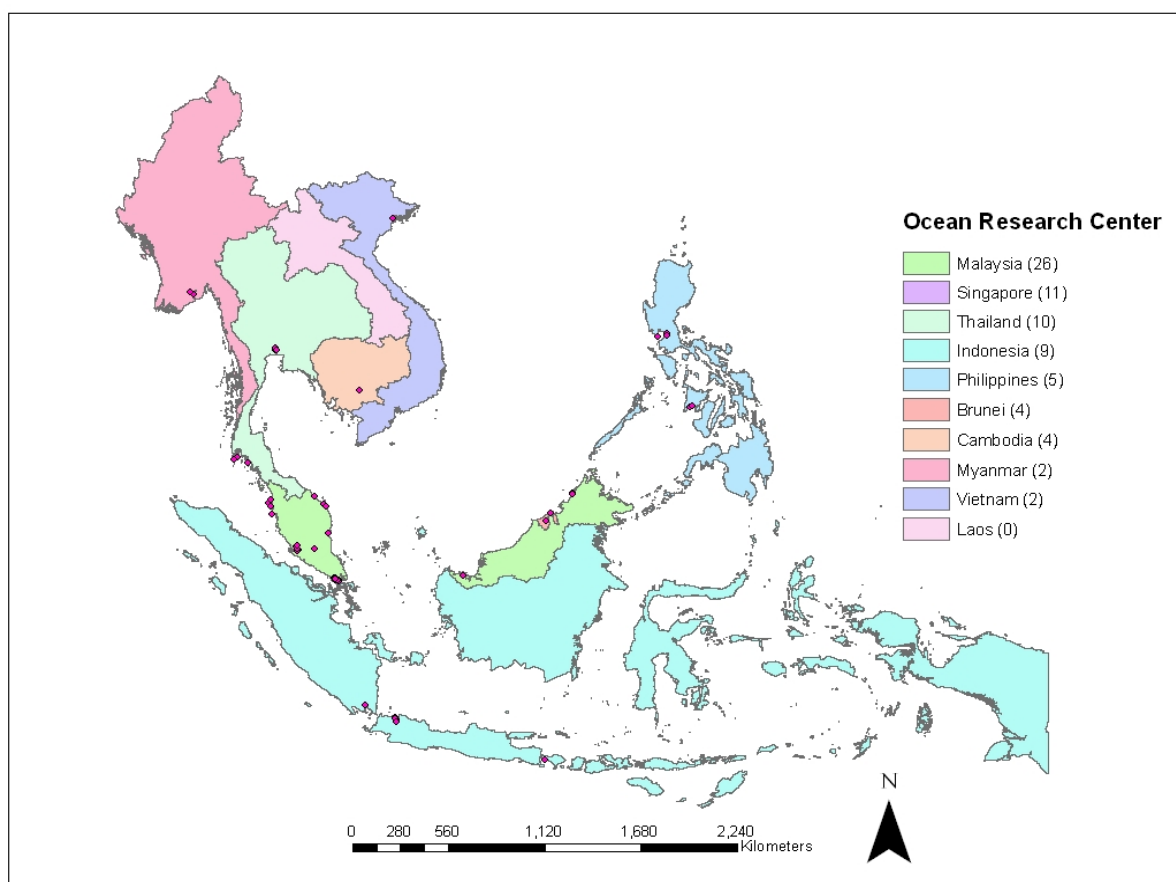 Ocean Research Center
Malaysia (26)
Singapore (11)
Thailand (10)
Indonesia (9)
Philippines (5)
Brunei (4)
Cambodia (4)
Myanmar (2)
Vietnam (2)
Laos (0)
N
0 280 560 1,120 1,680 2,240
Kilometers